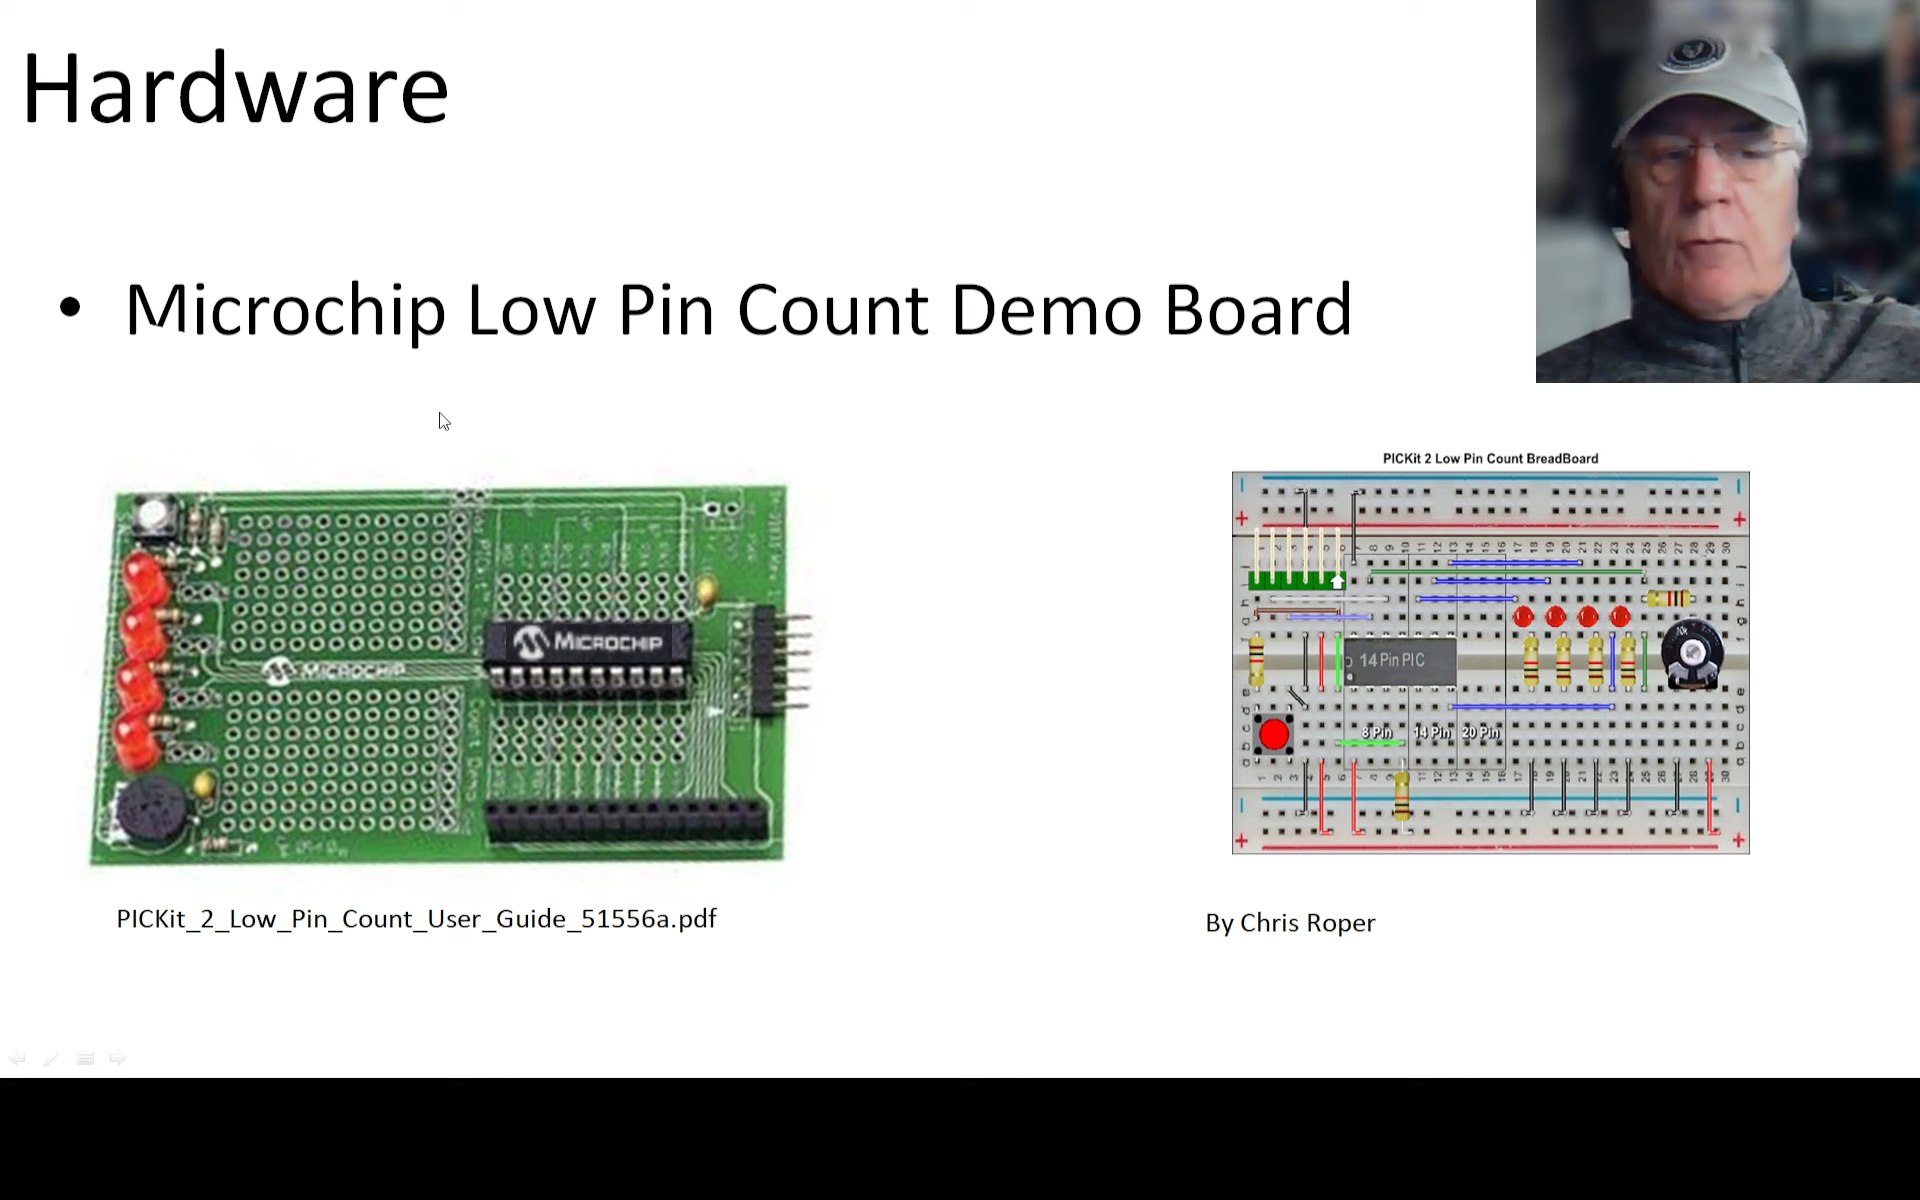 Hardware
• Microchip Low Pin Count Demo Board
PICKit 2 Low Pin Count BreadBoard
MICROCHIP
MICROCHIP
14 Pin PIC
8 Pin 14 Pin 20 Pin
PICKit_2_Low_Pin_Count_User_Guide_51556a.pdf
By Chris Roper